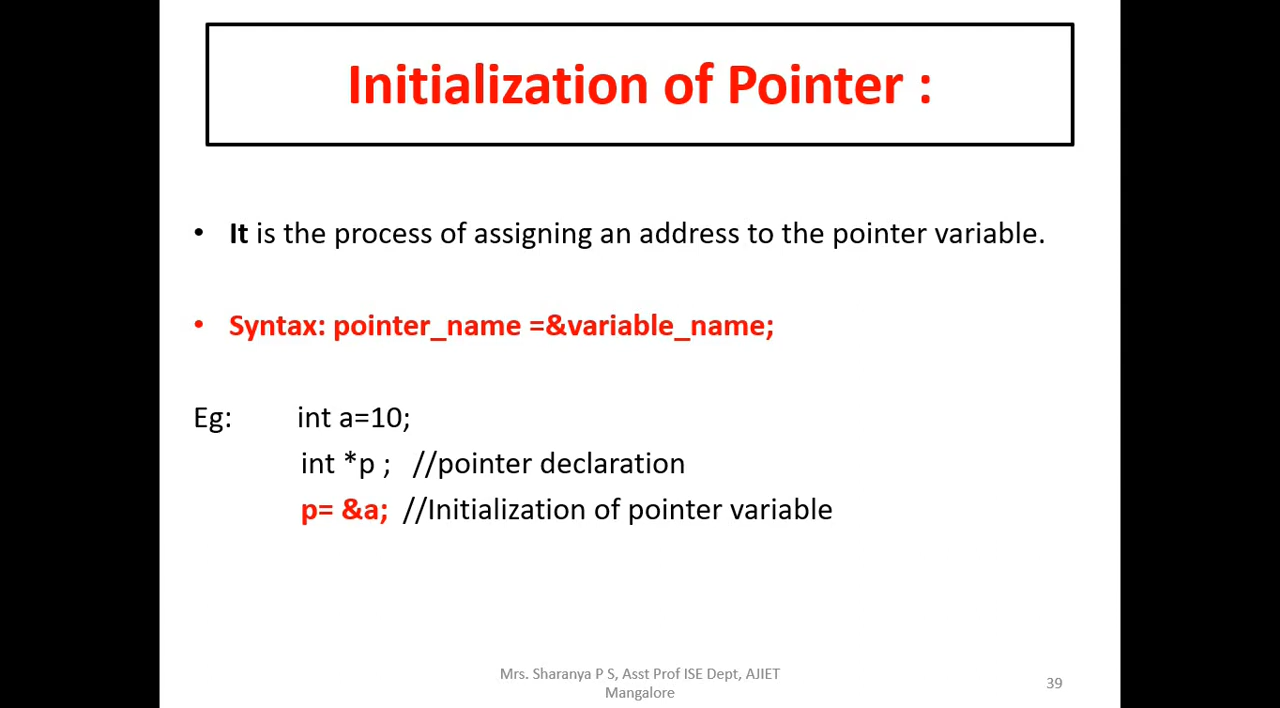 Initialization of Pointer :
• It is the process of assigning an address to the pointer variable.
• Syntax: pointer_name =&variable_name;
Eg: int a=10;
int *p ; //pointer declaration
p= &a; //Initialization of pointer variable
Mrs. Sharanya P S, Asst Prof ISE Dept, AJIET
Mangalore
39